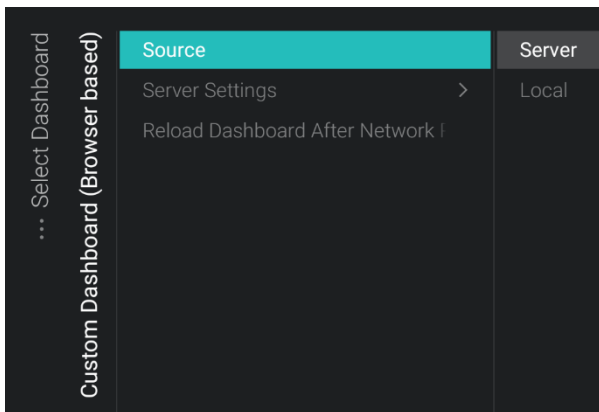 ... Select Dashboard
Custom Dashboard (Browser based)
Source
Server Settings >
Reload Dashboard After Network
Server
Local